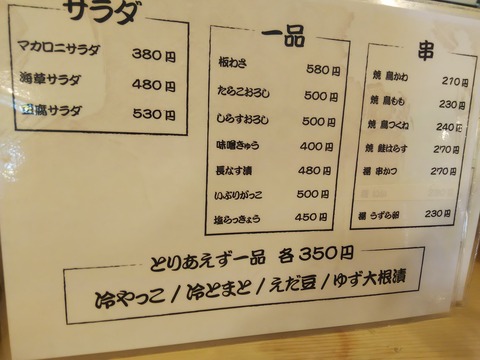 サラダ
マカロニサラダ 380円
海草サラダ 480円
豆腐サラダ 530円
一品
板わさ 580円
たらこおろし 500円
しらすおろし 500円
味噌きゅう 400円
長なす漬 480円
いぶりがっこ 500円
塩らっきょう 450円
串
焼 鳥かわ 270円
焼 鳥もも 230円
焼 鳥つくね 240円
焼 鮭はらす 270円
揚 串かつ 270円
揚 うずら卵 230円
とりあえず一品 各350円
冷やっこ/冷とまと/えだ豆/ゆず大根漬